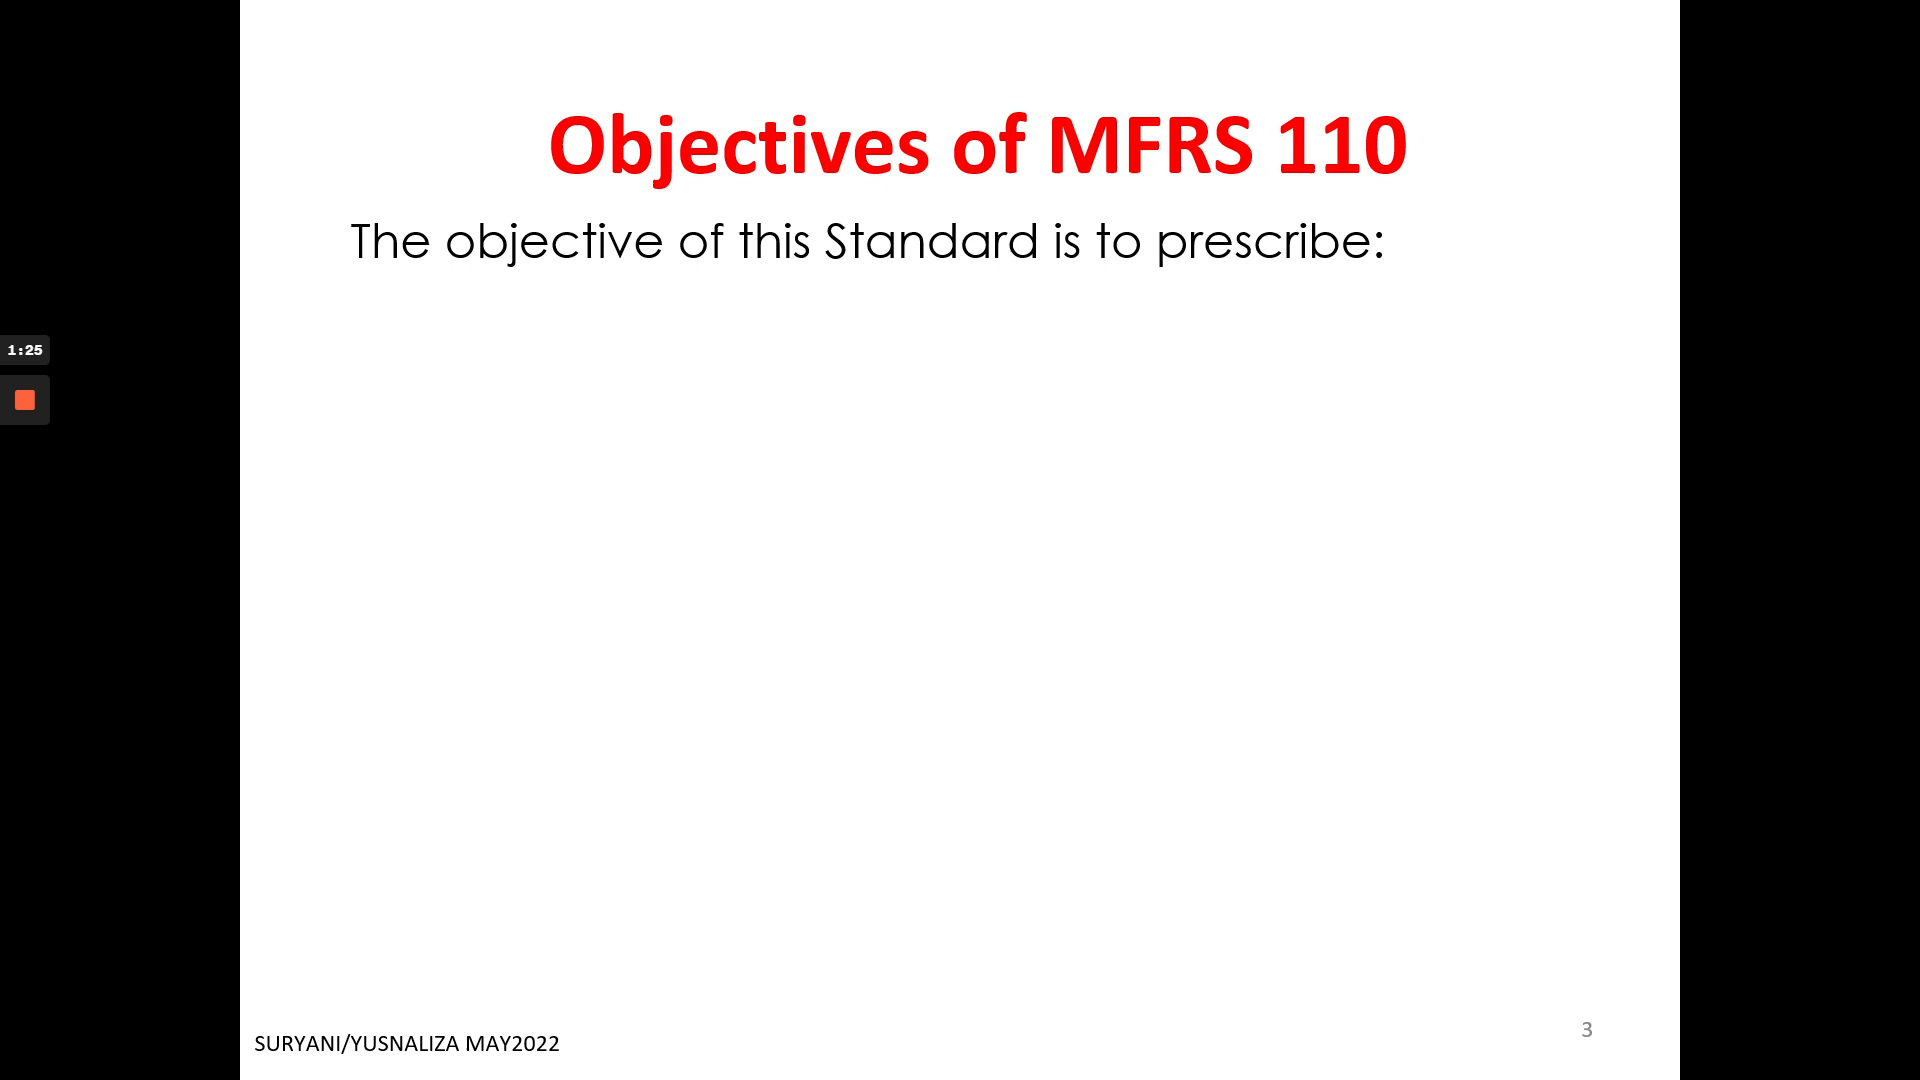 Objectives of MFRS 110
The objective of this Standard is to prescribe:
1:25
SURYANI/YUSNALIZA MAY2022
3